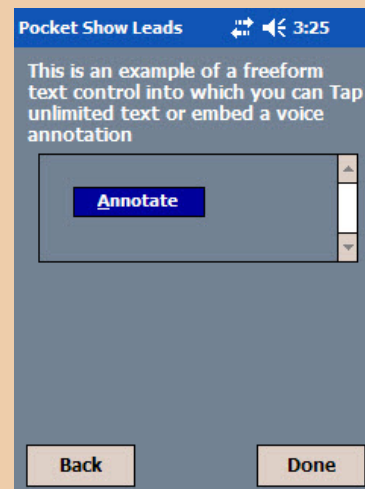 Pocket Show Leads 3:25
This is an example of a freeform
text control into which you can Tap
unlimited text or embed a voice
annotation
Annotate
Back Done